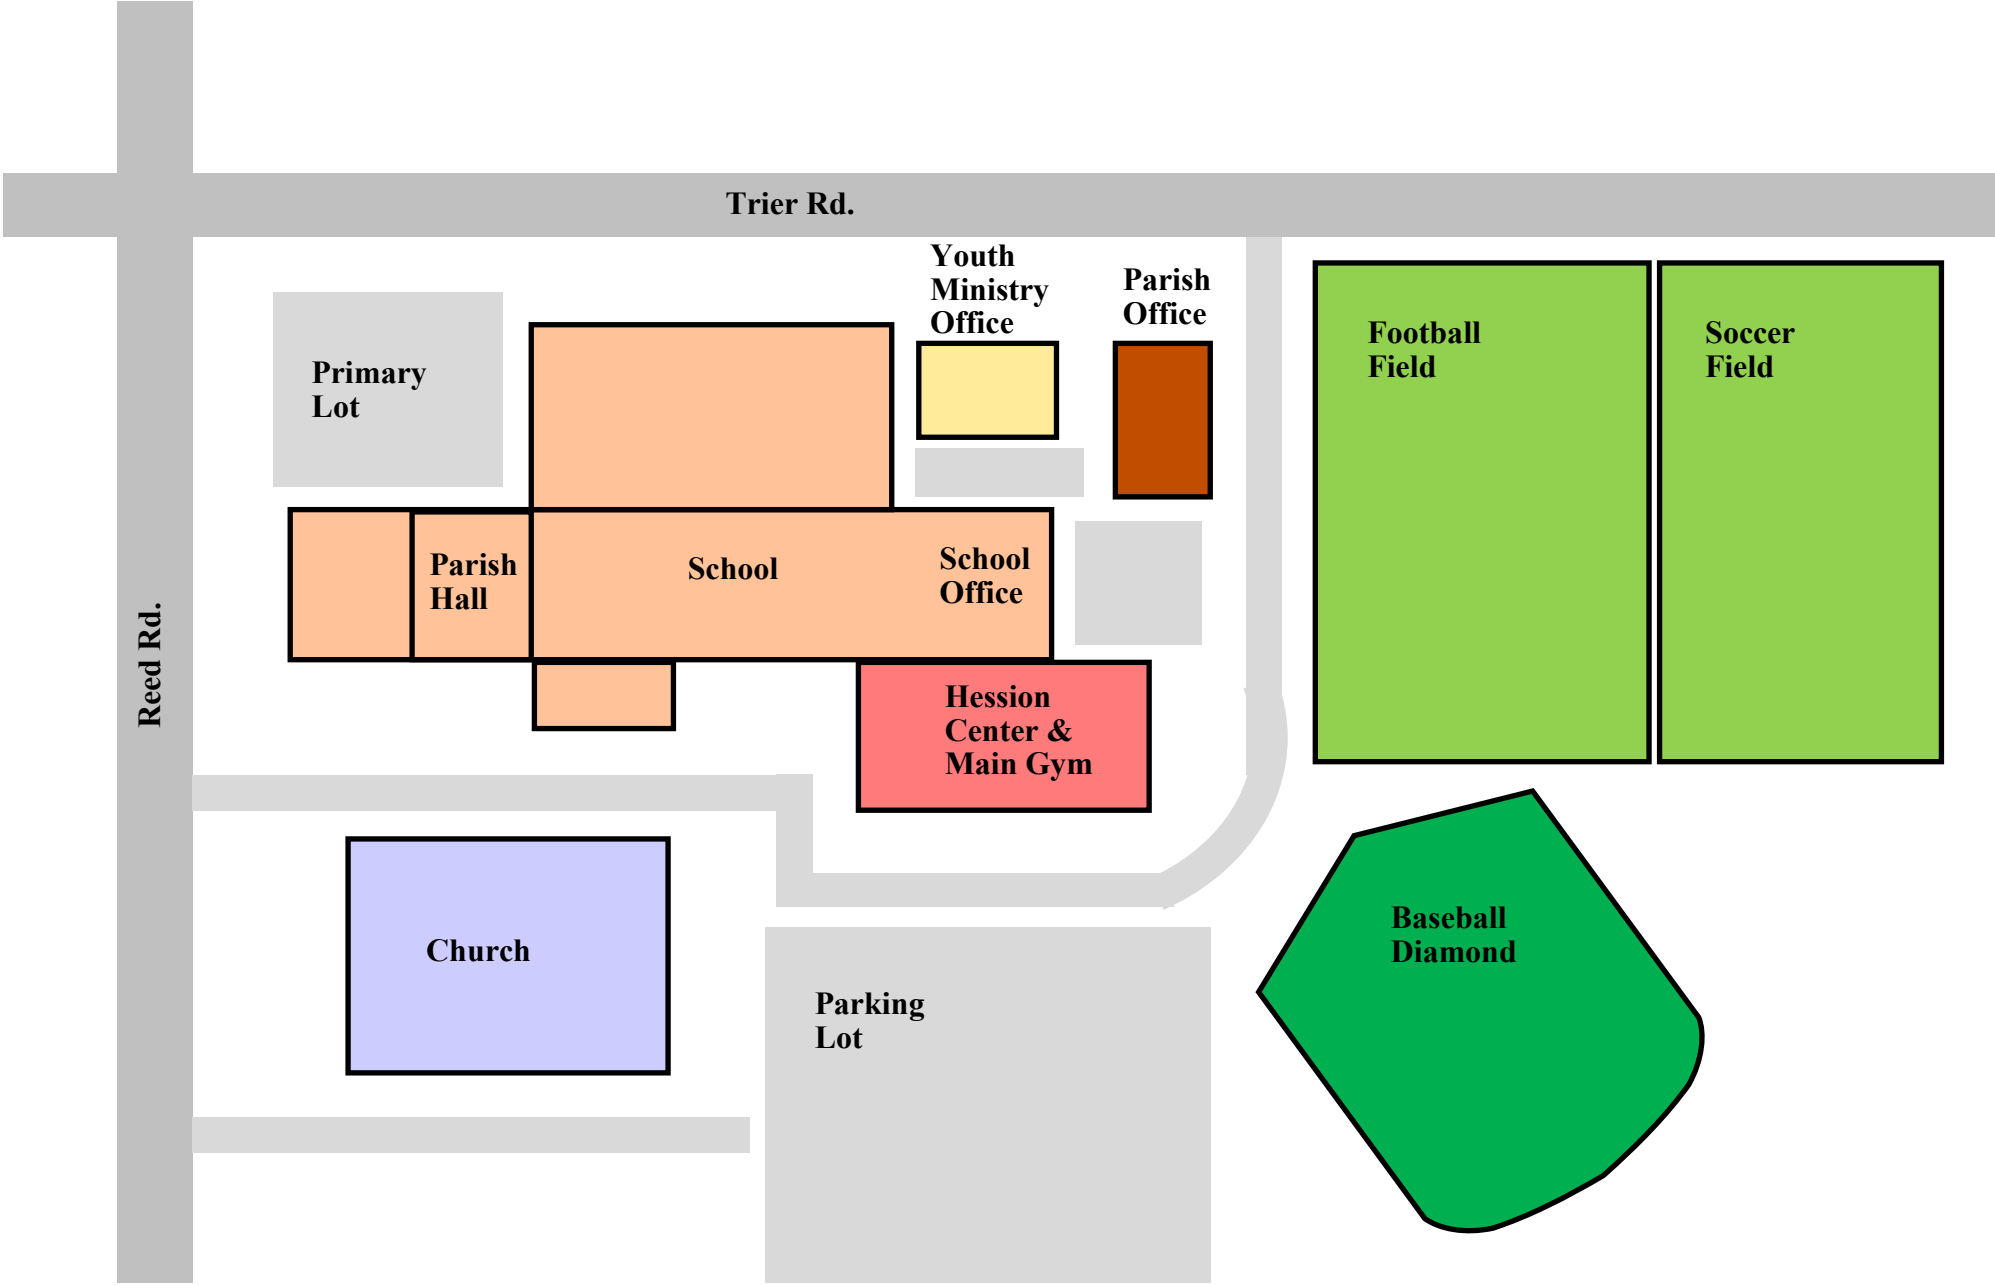 Trier Rd.
Youth
Ministry
Office
Parish
Office
Football
Field
Soccer
Field
Primary
Lot
Parish
Hall
School
School
Office
Reed Rd.
Hession
Center &
Main Gym
Church
Baseball
Diamond
Parking
Lot